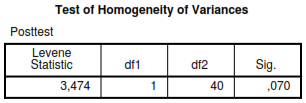 Test of Homogeneity of Variances
Posttest
Levene Statistic df1 df2 Sig.
3,474 1 40 ,070